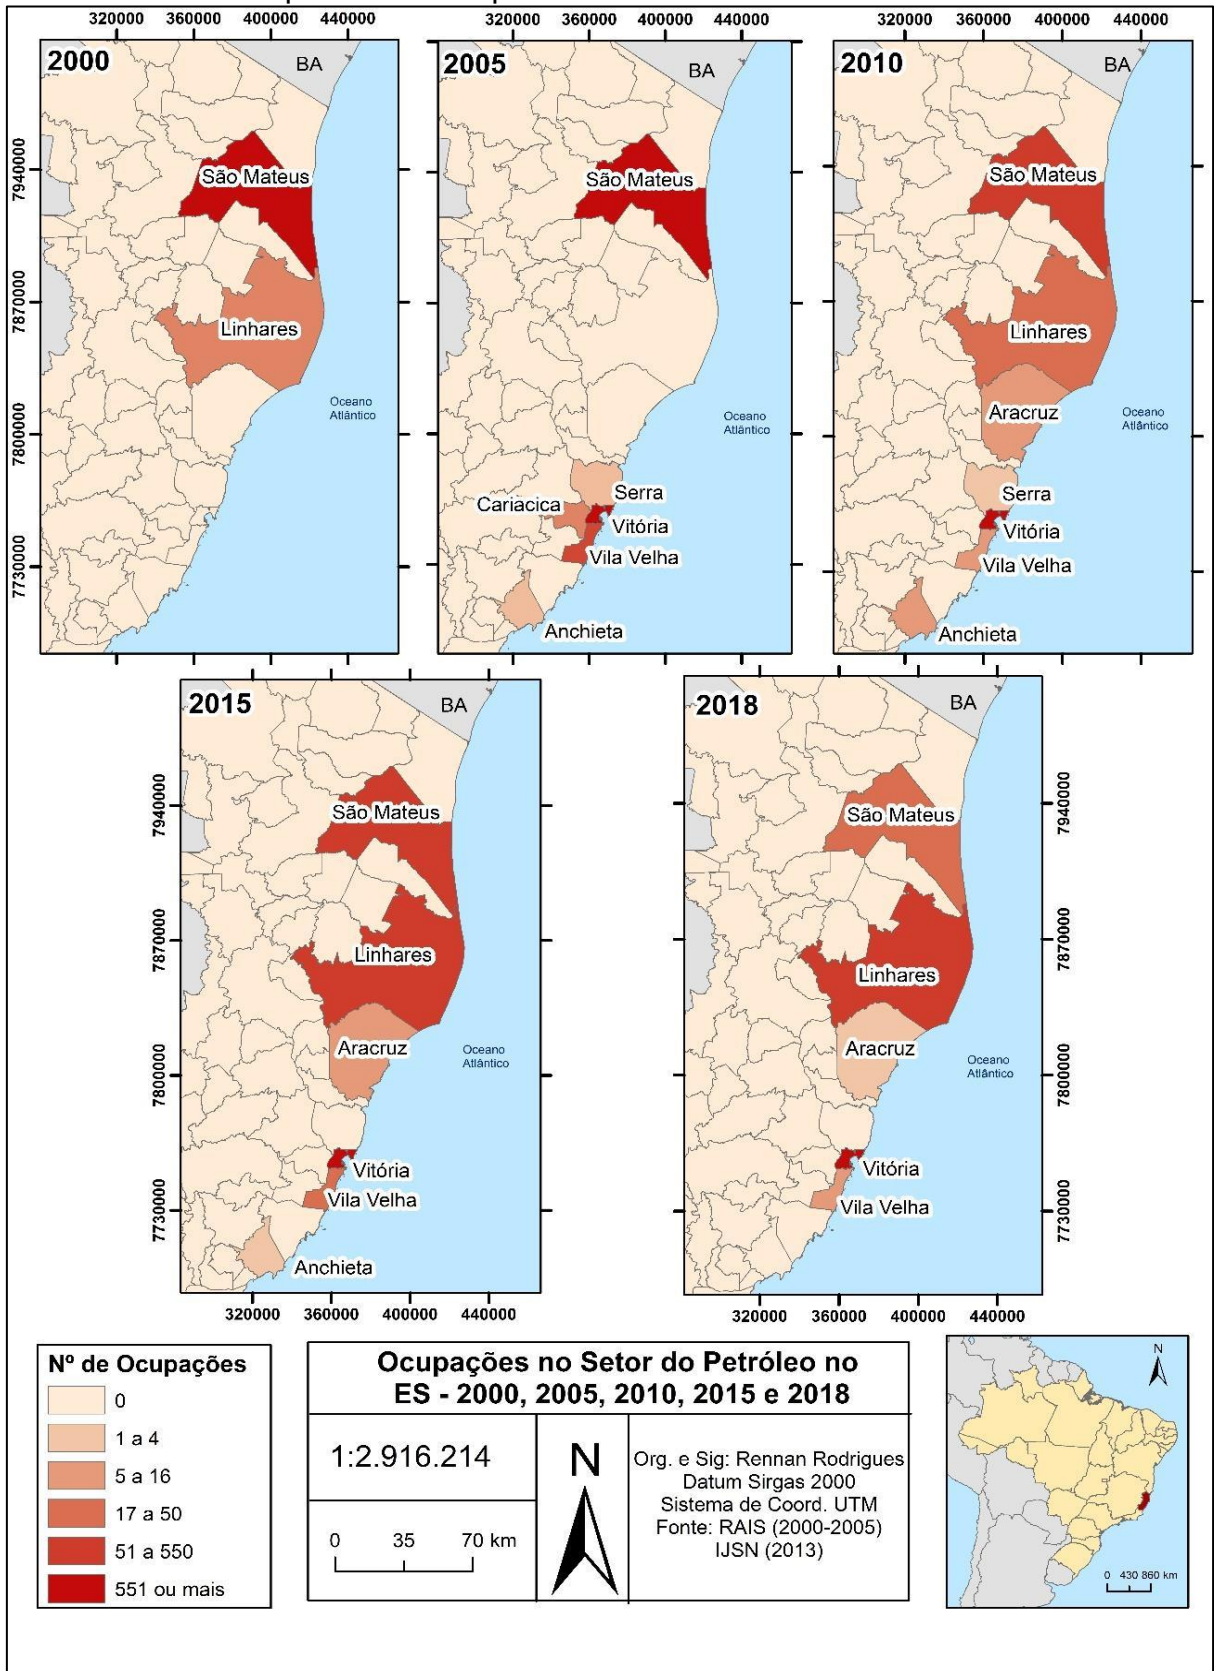 320000 360000 400000 440000
320000 360000 400000 440000
320000 360000 400000 440000
2000
BA
São Mateus
Linhares
Oceano
Atlântico
7940000
7870000
7800000
7730000
2005
BA
São Mateus
Oceano
Atlântico
Serra
Cariacica
Vitória
Vila Velha
Anchieta
320000 360000 400000 440000
2010
BA
São Mateus
Linhares
Aracruz
Oceano
Atlântico
Serra
Vitória
Vila Velha
Anchieta
2015
BA
São Mateus
Linhares
Aracruz
Oceano
Atlântico
Vitória
Vila Velha
Anchieta
7940000
7870000
7800000
7730000
320000 360000 400000 440000
2018
BA
São Mateus
Linhares
Aracruz
Oceano
Atlântico
Vitória
Vila Velha
7940000
7870000
7800000
7730000
320000 360000 400000 440000
Nº de Ocupações
0
1 a 4
5 a 16
17 a 50
51 a 550
551 ou mais
Ocupações no Setor do Petróleo no
ES - 2000, 2005, 2010, 2015 e 2018
1:2.916.214
0 35 70 km
N
Org. e Sig: Rennan Rodrigues
Datum Sirgas 2000
Sistema de Coord. UTM
Fonte: RAIS (2000-2005)
IJSN (2013)
N
0 430 860 km